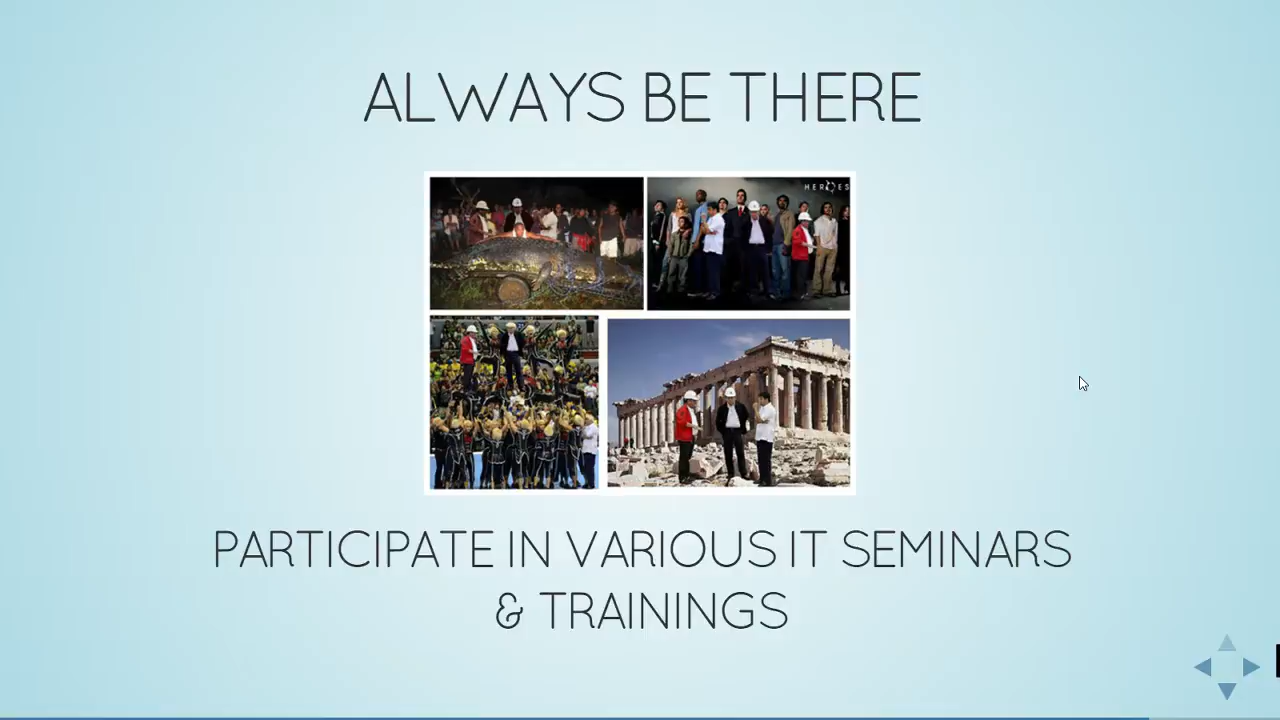 ALWAYS BE THERE
HEROES
PARTICIPATE IN VARIOUS IT SEMINARS
& TRAININGS